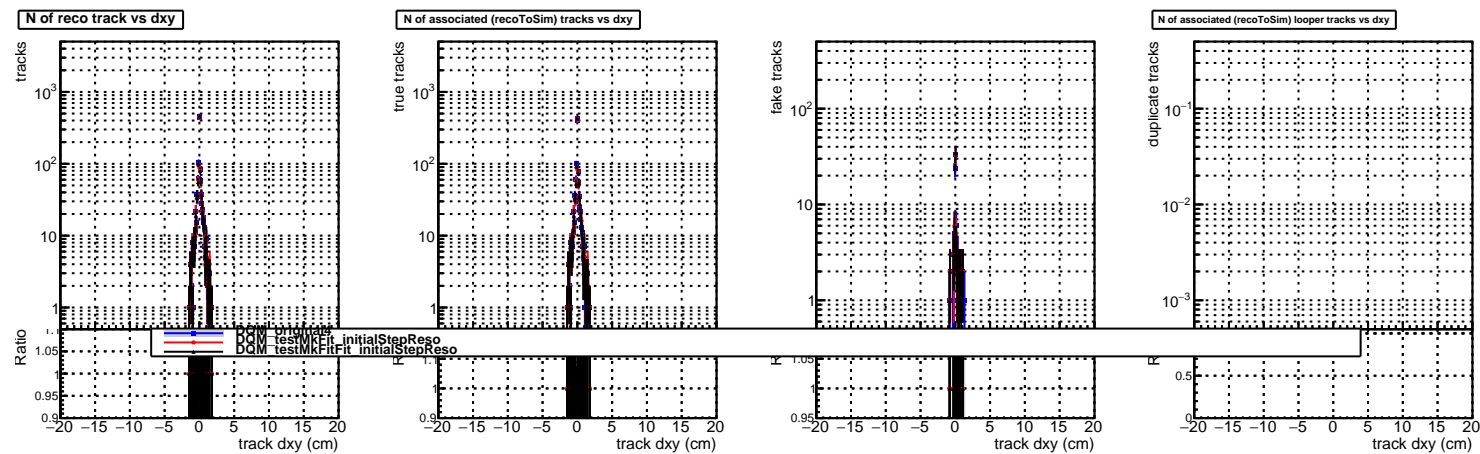 N of reco track vs dxy
tracks
10³
10²
10
1
Ratio
1.05
1
0.95
0.9
−20 −15 −10 −5 0 5 10 15 20
track dxy (cm)
N of associated (recoToSim) tracks vs dxy
true tracks
10³
10²
10
1
1
0.9
−20 −15 −10 −5 0 5 10 15 20
track dxy (cm)
fake tracks
10²
10
1
1.05
1
0.95
−20 −15 −10 −5 0 5 10 15 20
track dxy (cm)
N of associated (recoToSim) looper tracks vs dxy
duplicate tracks
10⁻¹
10⁻²
10⁻³
0.5
0
−20 −15 −10 −5 0 5 10 15 20
track dxy (cm)
DQM_original4
DQM_testMkFit_initialStepReso
DQM_testMkFitFit_initialStepReso